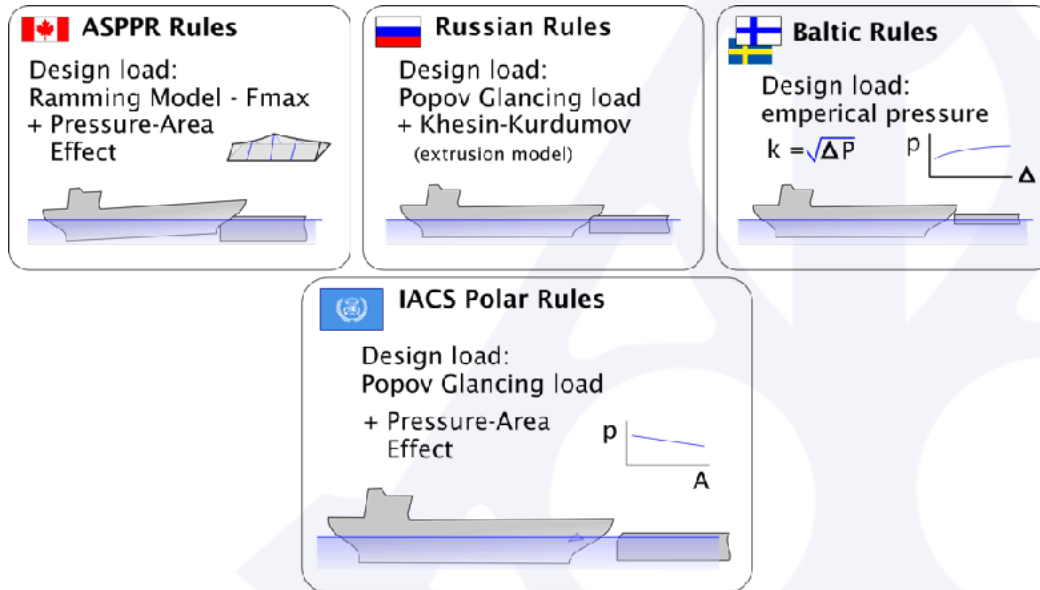 ASPPR Rules
Design load:
Ramming Model - Fmax
+ Pressure-Area
Effect
Russian Rules
Design load:
Popov Glancing load
+ Khesin-Kurdumov
(extrusion model)
Baltic Rules
Design load:
emperical pressure
k = √ΔP
p
Δ
IACS Polar Rules
Design load:
Popov Glancing load
+ Pressure-Area
Effect
p
A